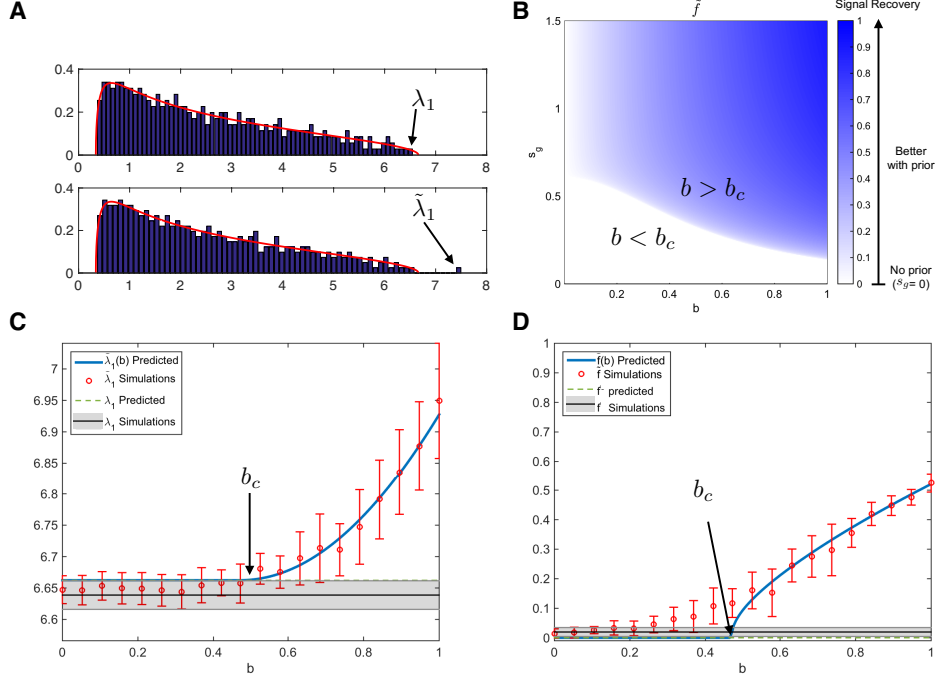 A
0.4
0.2
0
0 1 2 3 4 5 6 7 8
λ1
0.4
0.2
0
0 1 2 3 4 5 6 7 8
λ̃1
B
f̃
Signal Recovery
1.5
1
0.5
0
s_g
0.2 0.4 0.6 0.8 1
b
b > b_c
b < b_c
1
0.9
0.8
0.7
0.6
0.5
0.4
0.3
0.2
0.1
0
Better
with prior
No prior
(s_g= 0)
C
λ̃1(b) Predicted
λ̃1 Simulations
λ1 Predicted
λ1 Simulations
7
6.95
6.9
6.85
6.8
6.75
6.7
6.65
6.6
0 0.2 0.4 0.6 0.8 1
b
b_c
D
f̃(b) Predicted
f̃ Simulations
f predicted
f Simulations
1
0.9
0.8
0.7
0.6
0.5
0.4
0.3
0.2
0.1
0
0 0.2 0.4 0.6 0.8 1
b
b_c